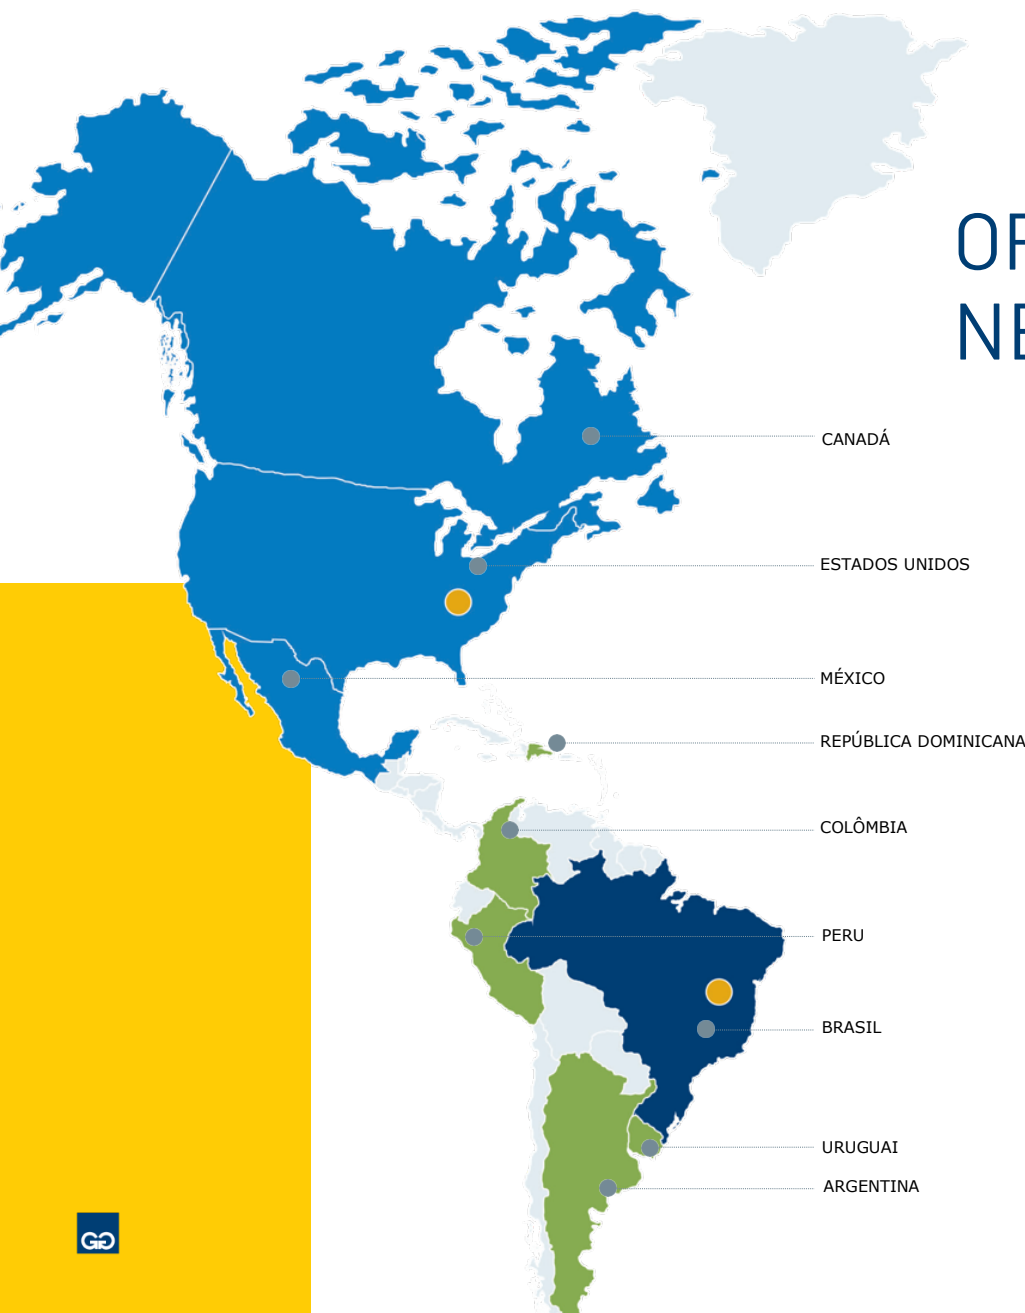 CANADÁ
ESTADOS UNIDOS
MÉXICO
REPÚBLICA DOMINICANA
COLÔMBIA
PERU
BRASIL
URUGUAI
ARGENTINA